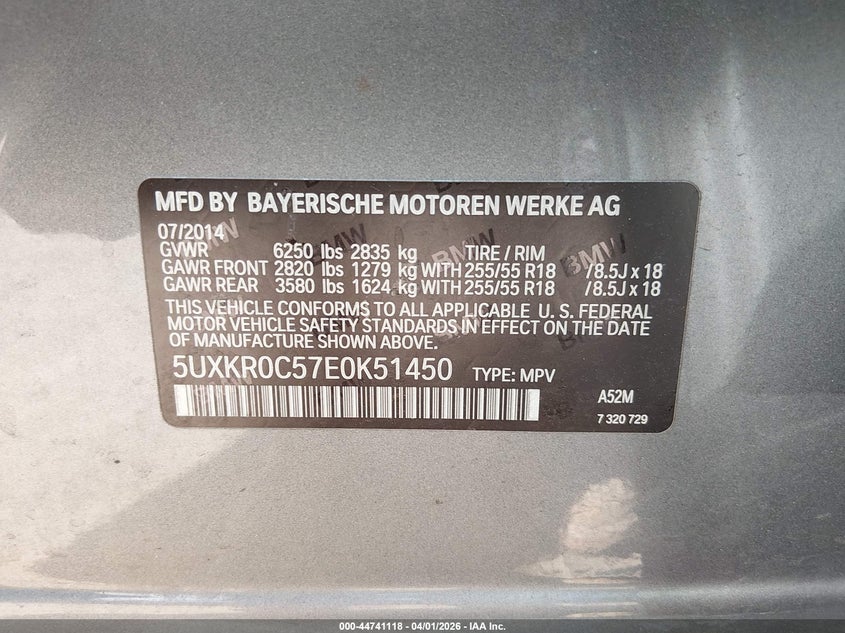 MFD BY BAYERISCHE MOTOREN WERKE AG
07/2014
GVWR 6250 lbs 2835 kg TIRE / RIM
GAWR FRONT 2820 lbs 1279 kg WITH 255/55 R18 /8.5J x 18
GAWR REAR 3580 lbs 1624 kg WITH 255/55 R18 /8.5J x 18
THIS VEHICLE CONFORMS TO ALL APPLICABLE U. S. FEDERAL
MOTOR VEHICLE SAFETY STANDARDS IN EFFECT ON THE DATE
OF MANUFACTURE SHOWN ABOVE.
5UXKR0C57E0K51450 TYPE: MPV
A52M
7 320 729
BMW BMW BMW
000-44741118 - 04/01/2026 - IAA Inc.